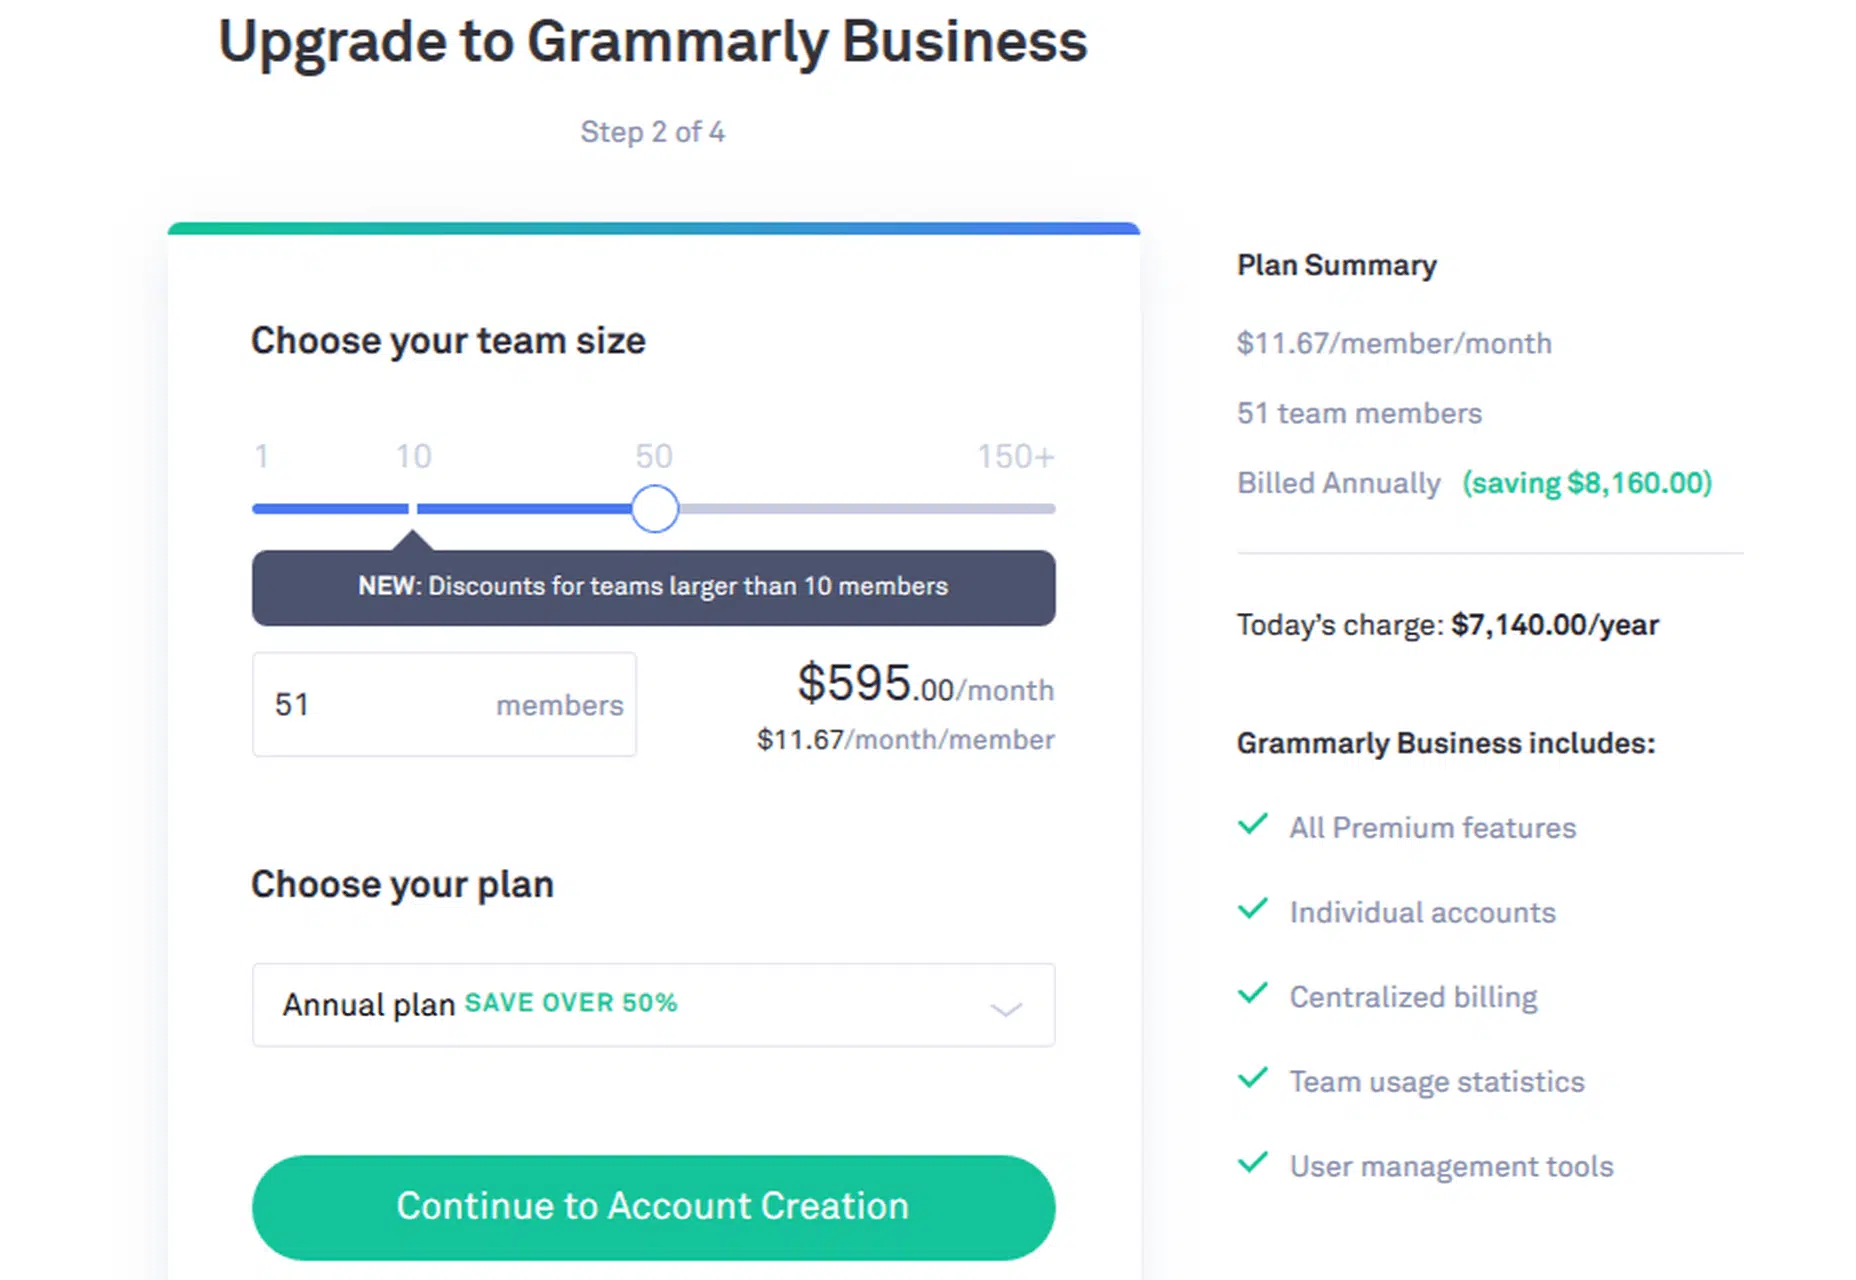 Upgrade to Grammarly Business
Step 2 of 4
Choose your team size
1 10 50 150+
NEW: Discounts for teams larger than 10 members
51 members
$595.00/month
$11.67/month/member
Choose your plan
Annual plan SAVE OVER 50%
Continue to Account Creation
Plan Summary
$11.67/member/month
51 team members
Billed Annually (saving $8,160.00)
Today’s charge: $7,140.00/year
Grammarly Business includes:
All Premium features
Individual accounts
Centralized billing
Team usage statistics
User management tools